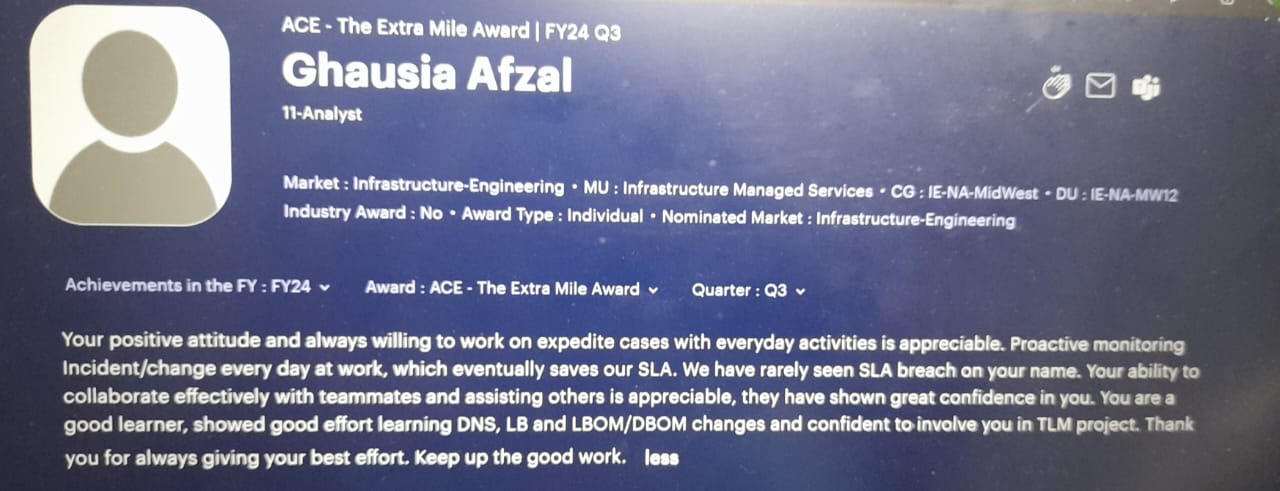 ACE - The Extra Mile Award | FY24 Q3
Ghausia Afzal
11-Analyst
Market : Infrastructure-Engineering • MU : Infrastructure Managed Services • CG : IE-NA-MidWest • DU : IE-NA-MW12
Industry Award : No • Award Type : Individual • Nominated Market : Infrastructure-Engineering
Achievements in the FY : FY24 Award : ACE - The Extra Mile Award Quarter : Q3
Your positive attitude and always willing to work on expedite cases with everyday activities is appreciable. Proactive monitoring
Incident/change every day at work, which eventually saves our SLA. We have rarely seen SLA breach on your name. Your ability to
collaborate effectively with teammates and assisting others is appreciable, they have shown great confidence in you. You are a
good learner, showed good effort learning DNS, LB and LBOM/DBOM changes and confident to involve you in TLM project. Thank
you for always giving your best effort. Keep up the good work. less